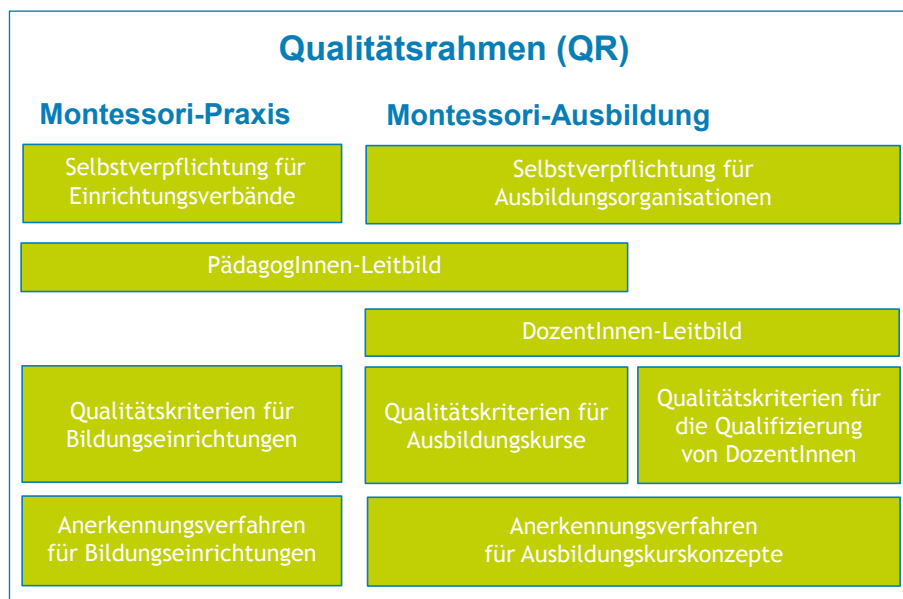 Qualitätsrahmen (QR)
Montessori-Praxis
Montessori-Ausbildung
Selbstverpflichtung für
Einrichtungsverbände
Selbstverpflichtung für
Ausbildungsorganisationen
PädagogInnen-Leitbild
DozentInnen-Leitbild
Qualitätskriterien für
Bildungseinrichtungen
Qualitätskriterien für
Ausbildungskurse
Qualitätskriterien für
die Qualifizierung
von DozentInnen
Anerkennungsverfahren
für Bildungseinrichtungen
Anerkennungsverfahren
für Ausbildungskurskonzepte